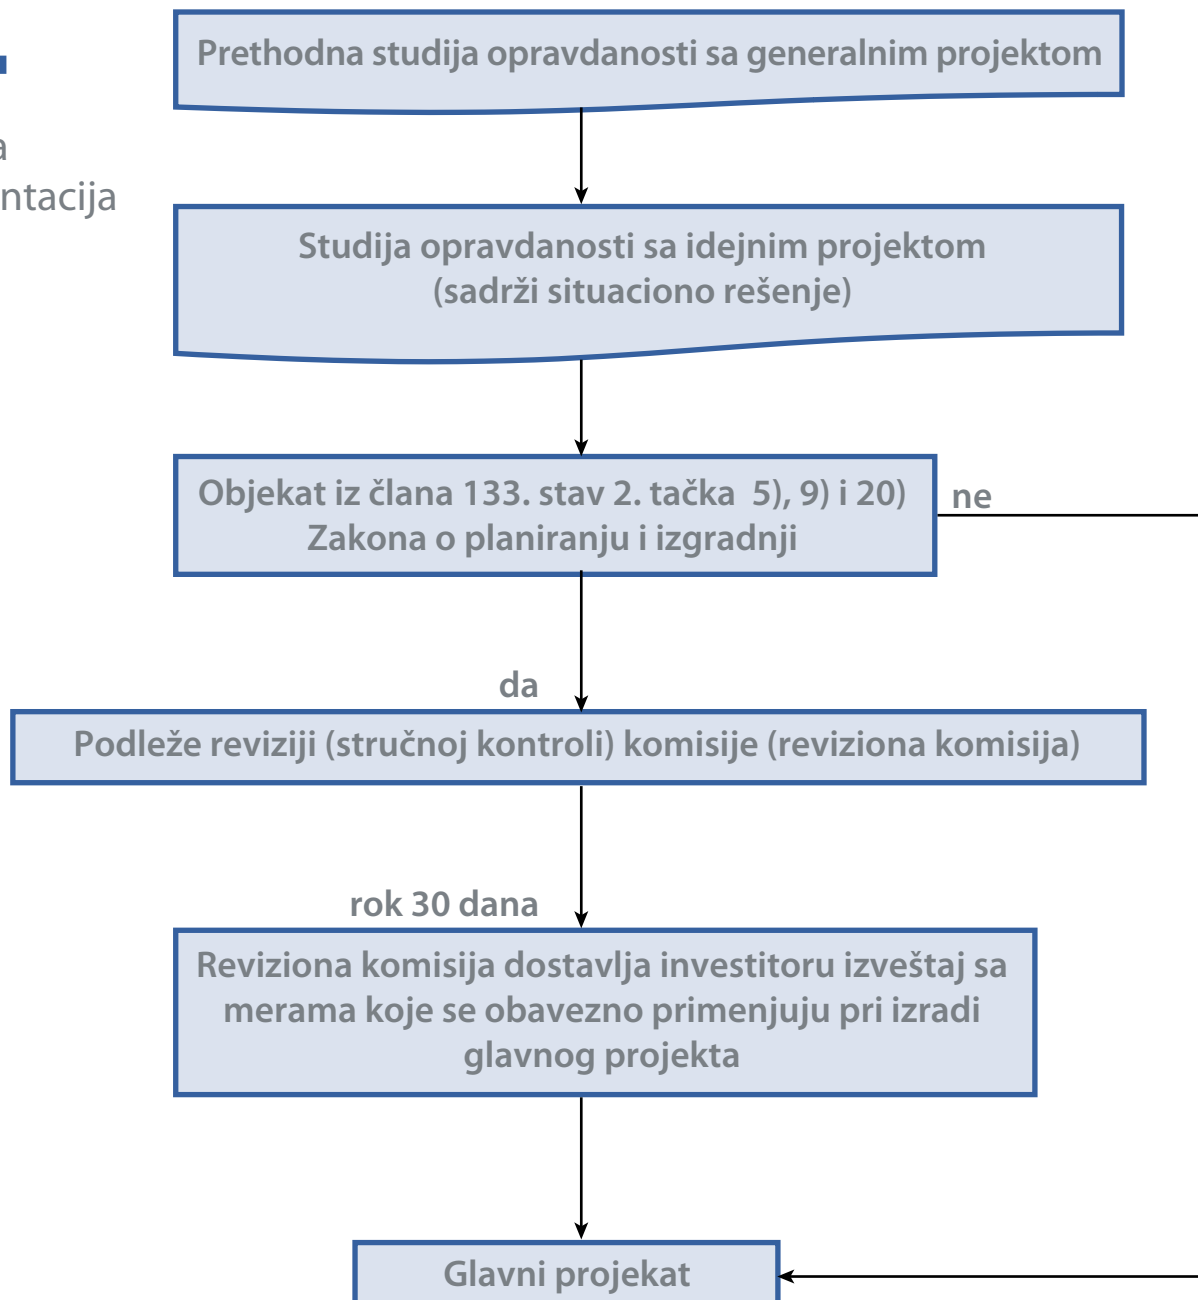 Prethodna studija opravdanosti sa generalnim projektom
Studija opravdanosti sa idejnim projektom
(sadrži situaciono rešenje)
Objekat iz člana 133. stav 2. tačka 5), 9) i 20)
Zakona o planiranju i izgradnji
ne
da
Podleže reviziji (stručnoj kontroli) komisije (reviziona komisija)
rok 30 dana
Reviziona komisija dostavlja investitoru izveštaj sa
merama koje se obavezno primenjuju pri izradi
glavnog projekta
Glavni projekat